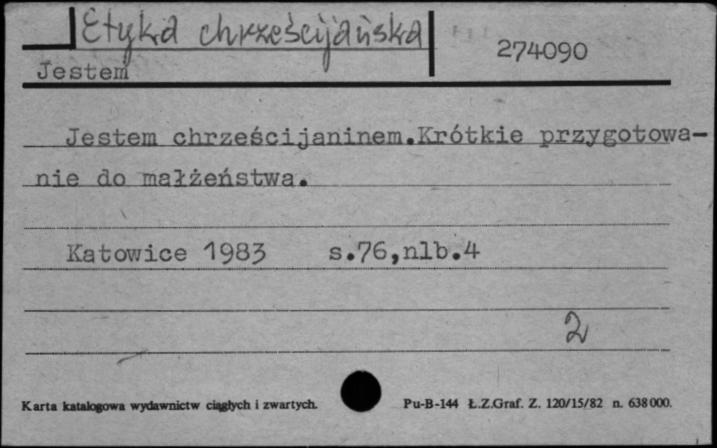 Etyka chrześcijańska
274090
Jestem
Jestem chrześcijaninem.Krótkie przygotowa-
nie do małżeństwa.
Katowice 1983 s.76,nlb.4
2
Karta katalogowa wydawnictw ciągłych i zwartych. Pu-B-144 Ł.Z.Graf. Z. 120/15/82 n. 638000.